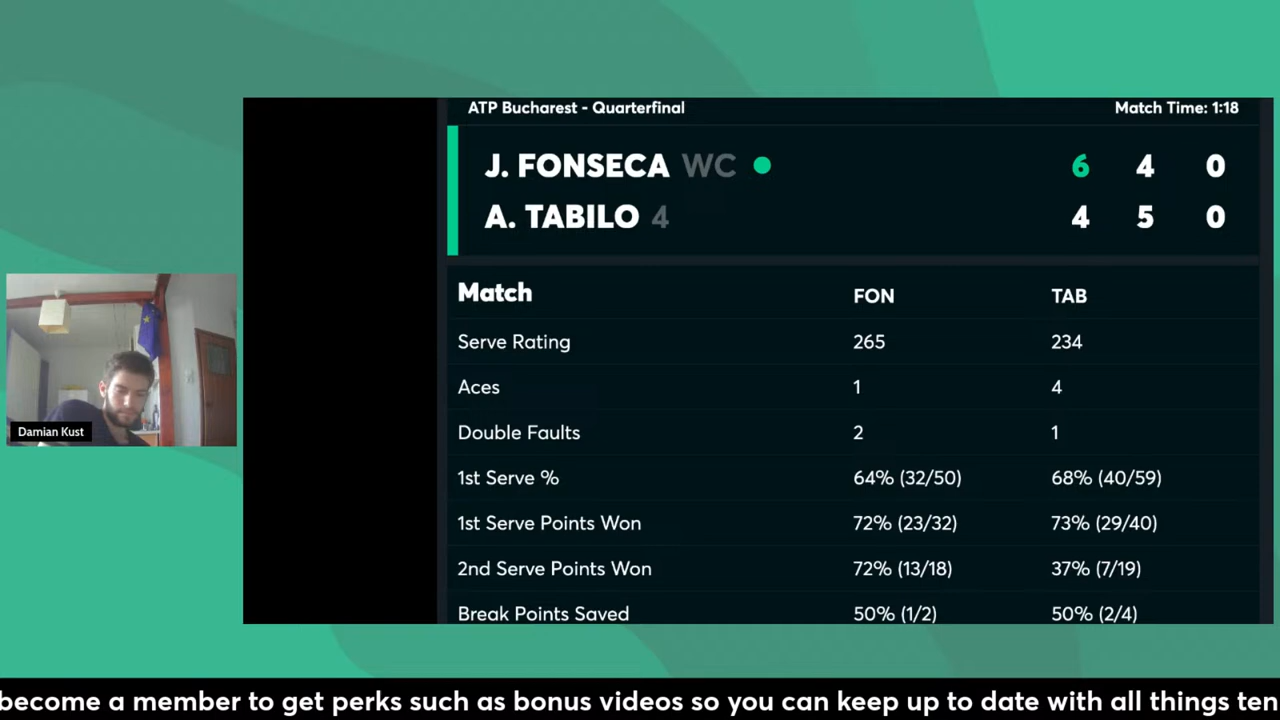 ATP Bucharest - Quarterfinal Match Time: 1:18
J. FONSECA WC 6 4 0
A. TABILO 4 4 5 0
Match FON TAB
Serve Rating 265 234
Aces 1 4
Double Faults 2 1
1st Serve % 64% (32/50) 68% (40/59)
1st Serve Points Won 72% (23/32) 73% (29/40)
2nd Serve Points Won 72% (13/18) 37% (7/19)
Break Points Saved 50% (1/2) 50% (2/4)
Damian Kust
become a member to get perks such as bonus videos so you can keep up to date with all things ten